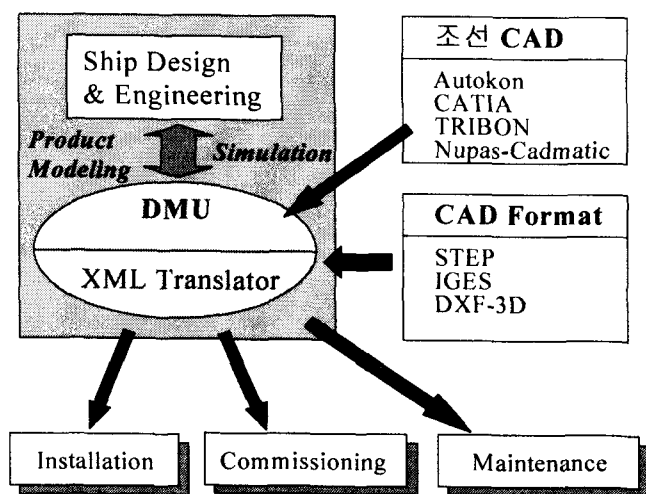 Ship Design
& Engineering
Product
Modeling
Simulation
DMU
XML Translator
조선 CAD
Autokon
CATIA
TRIBON
Nupas-Cadmatic
CAD Format
STEP
IGES
DXF-3D
Installation
Commissioning
Maintenance